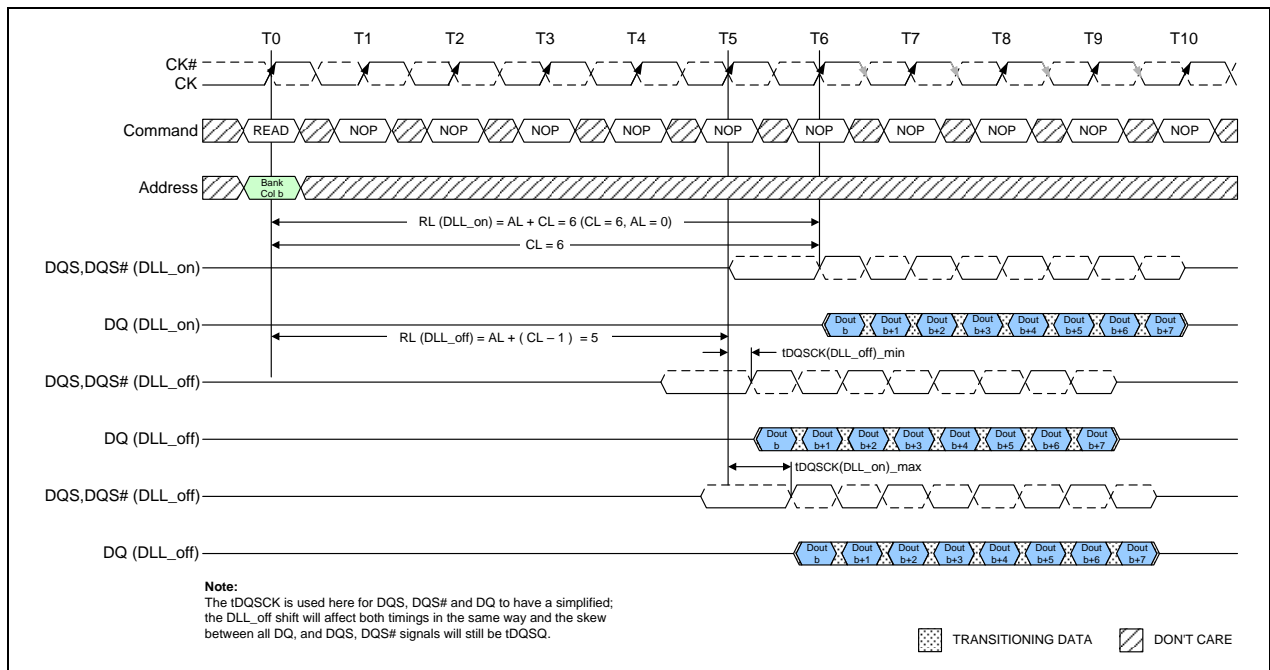 T0 T1 T2 T3 T4 T5 T6 T7 T8 T9 T10
CK#
CK
Command READ NOP NOP NOP NOP NOP NOP NOP NOP NOP NOP
Address Bank Col b
RL (DLL_on) = AL + CL = 6 (CL = 6, AL = 0)
CL = 6
DQS,DQS# (DLL_on)
DQ (DLL_on) Dout b Dout b+1 Dout b+2 Dout b+3 Dout b+4 Dout b+5 Dout b+6 Dout b+7
RL (DLL_off) = AL + ( CL – 1 ) = 5
tDQSCK(DLL_off)_min
DQS,DQS# (DLL_off)
DQ (DLL_off) Dout b Dout b+1 Dout b+2 Dout b+3 Dout b+4 Dout b+5 Dout b+6 Dout b+7
tDQSCK(DLL_on)_max
DQS,DQS# (DLL_off)
DQ (DLL_off) Dout b Dout b+1 Dout b+2 Dout b+3 Dout b+4 Dout b+5 Dout b+6 Dout b+7
Note:
The tDQSCK is used here for DQS, DQS# and DQ to have a simplified;
the DLL_off shift will affect both timings in the same way and the skew
between all DQ, and DQS, DQS# signals will still be tDQSQ.
TRANSITIONING DATA DON'T CARE